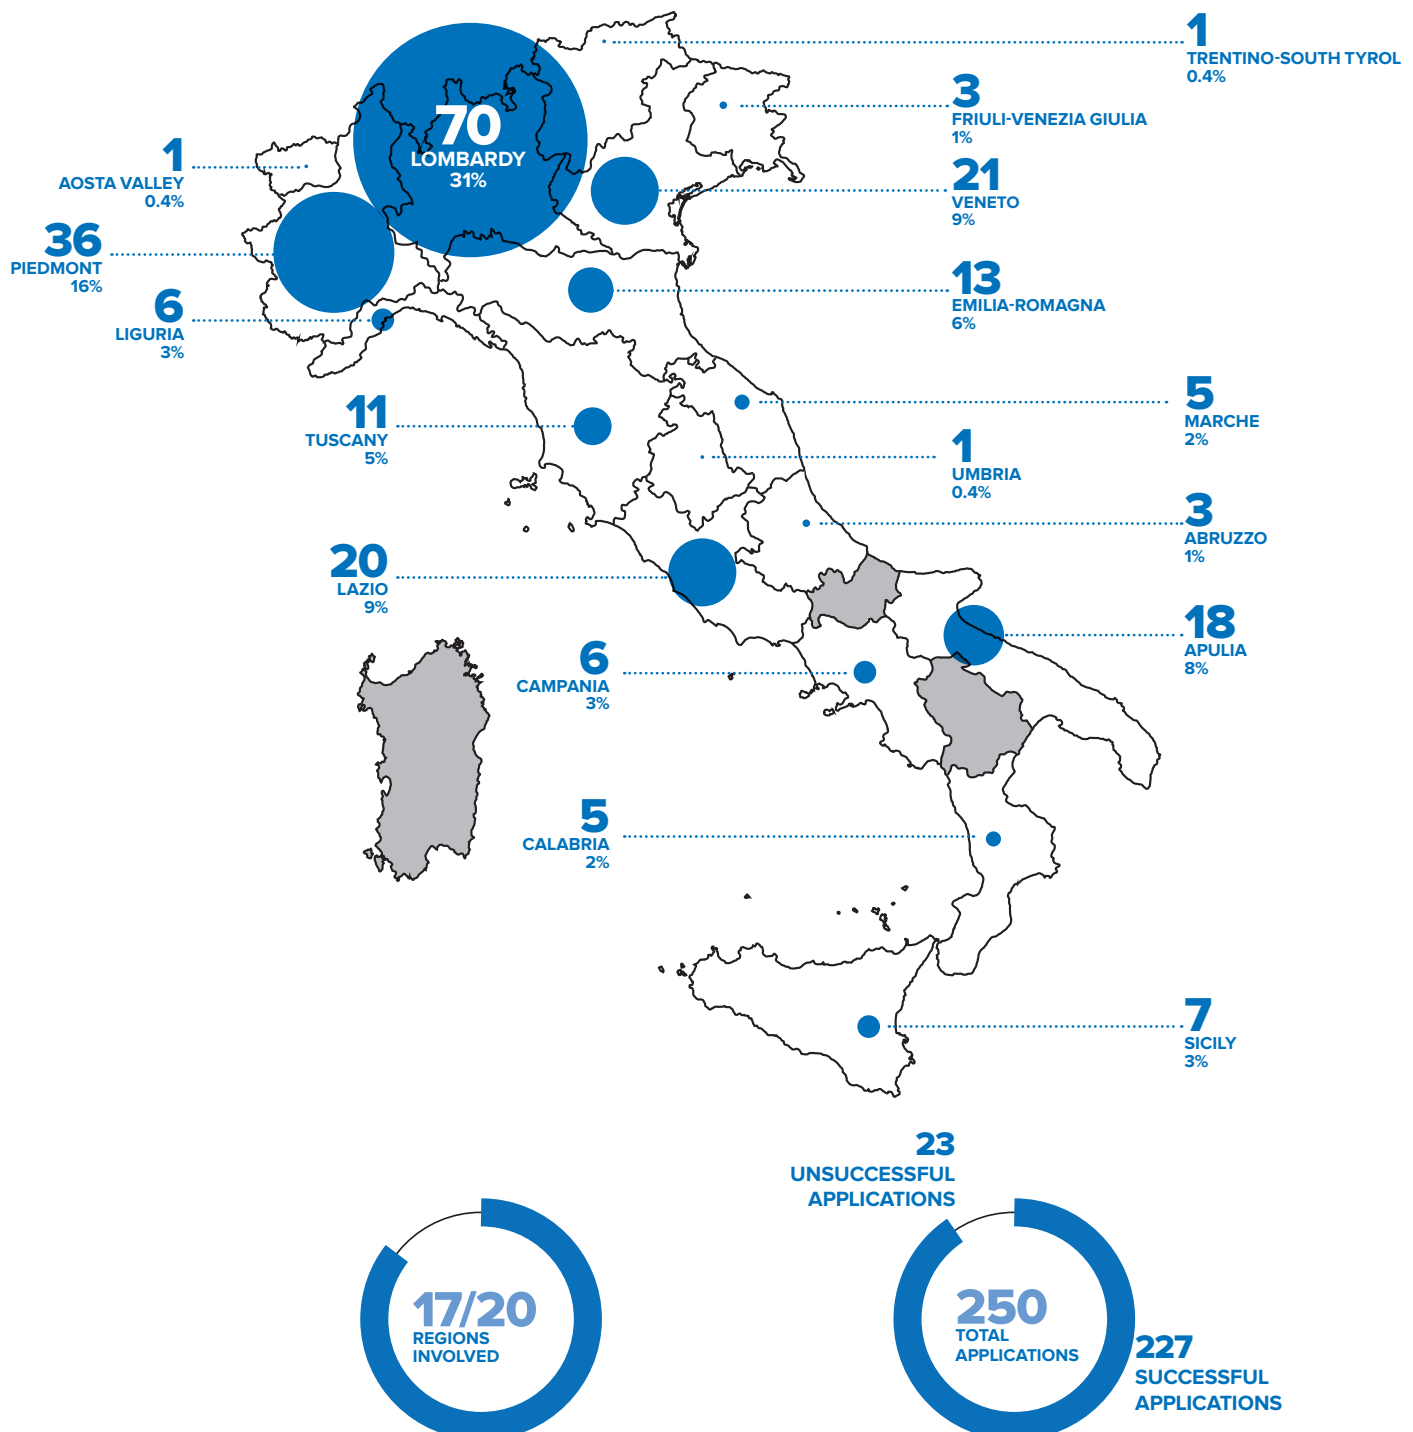 1
TRENTINO-SOUTH TYROL
0.4%
3
FRIULI-VENEZIA GIULIA
1%
70
LOMBARDY
31%
1
AOSTA VALLEY
0.4%
21
VENETO
9%
36
PIEDMONT
16%
13
EMILIA-ROMAGNA
6%
6
LIGURIA
3%
5
MARCHE
2%
11
TUSCANY
5%
1
UMBRIA
0.4%
3
ABRUZZO
1%
20
LAZIO
9%
18
APULIA
8%
6
CAMPANIA
3%
5
CALABRIA
2%
7
SICILY
3%
17/20
REGIONS
INVOLVED
23
UNSUCCESSFUL
APPLICATIONS
250
TOTAL
APPLICATIONS
227
SUCCESSFUL
APPLICATIONS